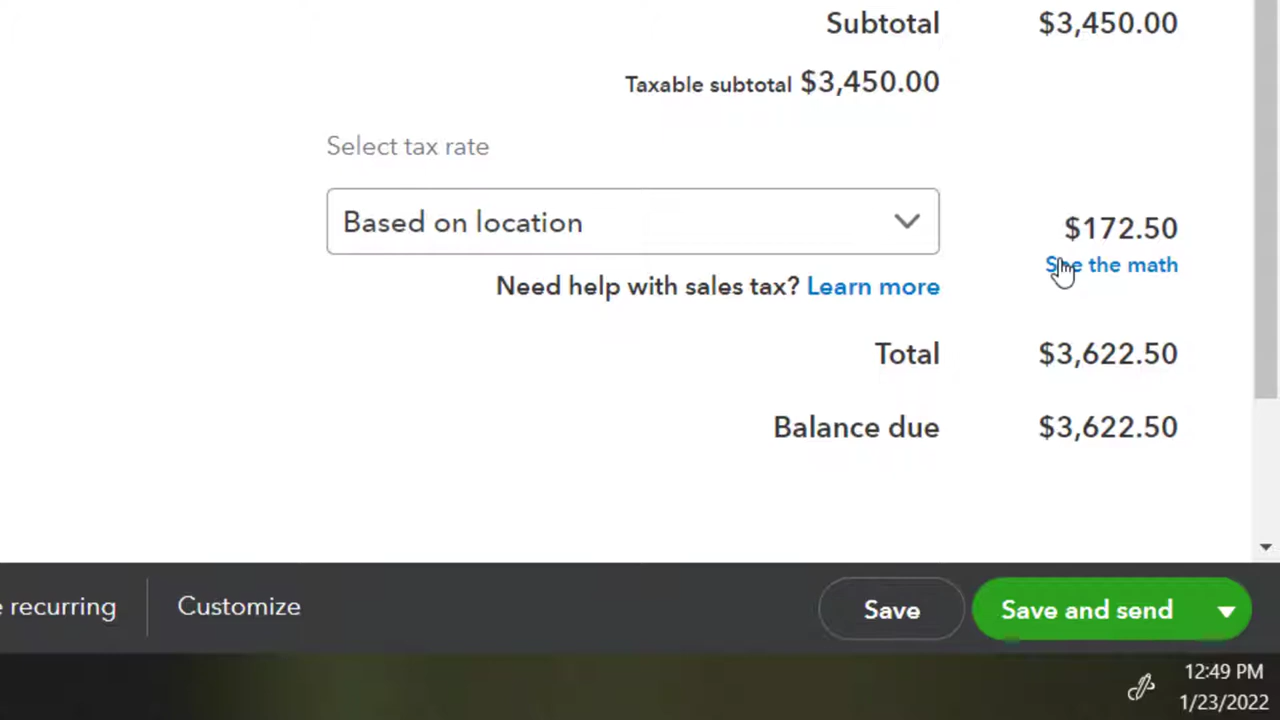 Subtotal $3,450.00
Taxable subtotal $3,450.00
Select tax rate
Based on location $172.50
See the math
Need help with sales tax? Learn more
Total $3,622.50
Balance due $3,622.50
recurring Customize Save Save and send
12:49 PM
1/23/2022